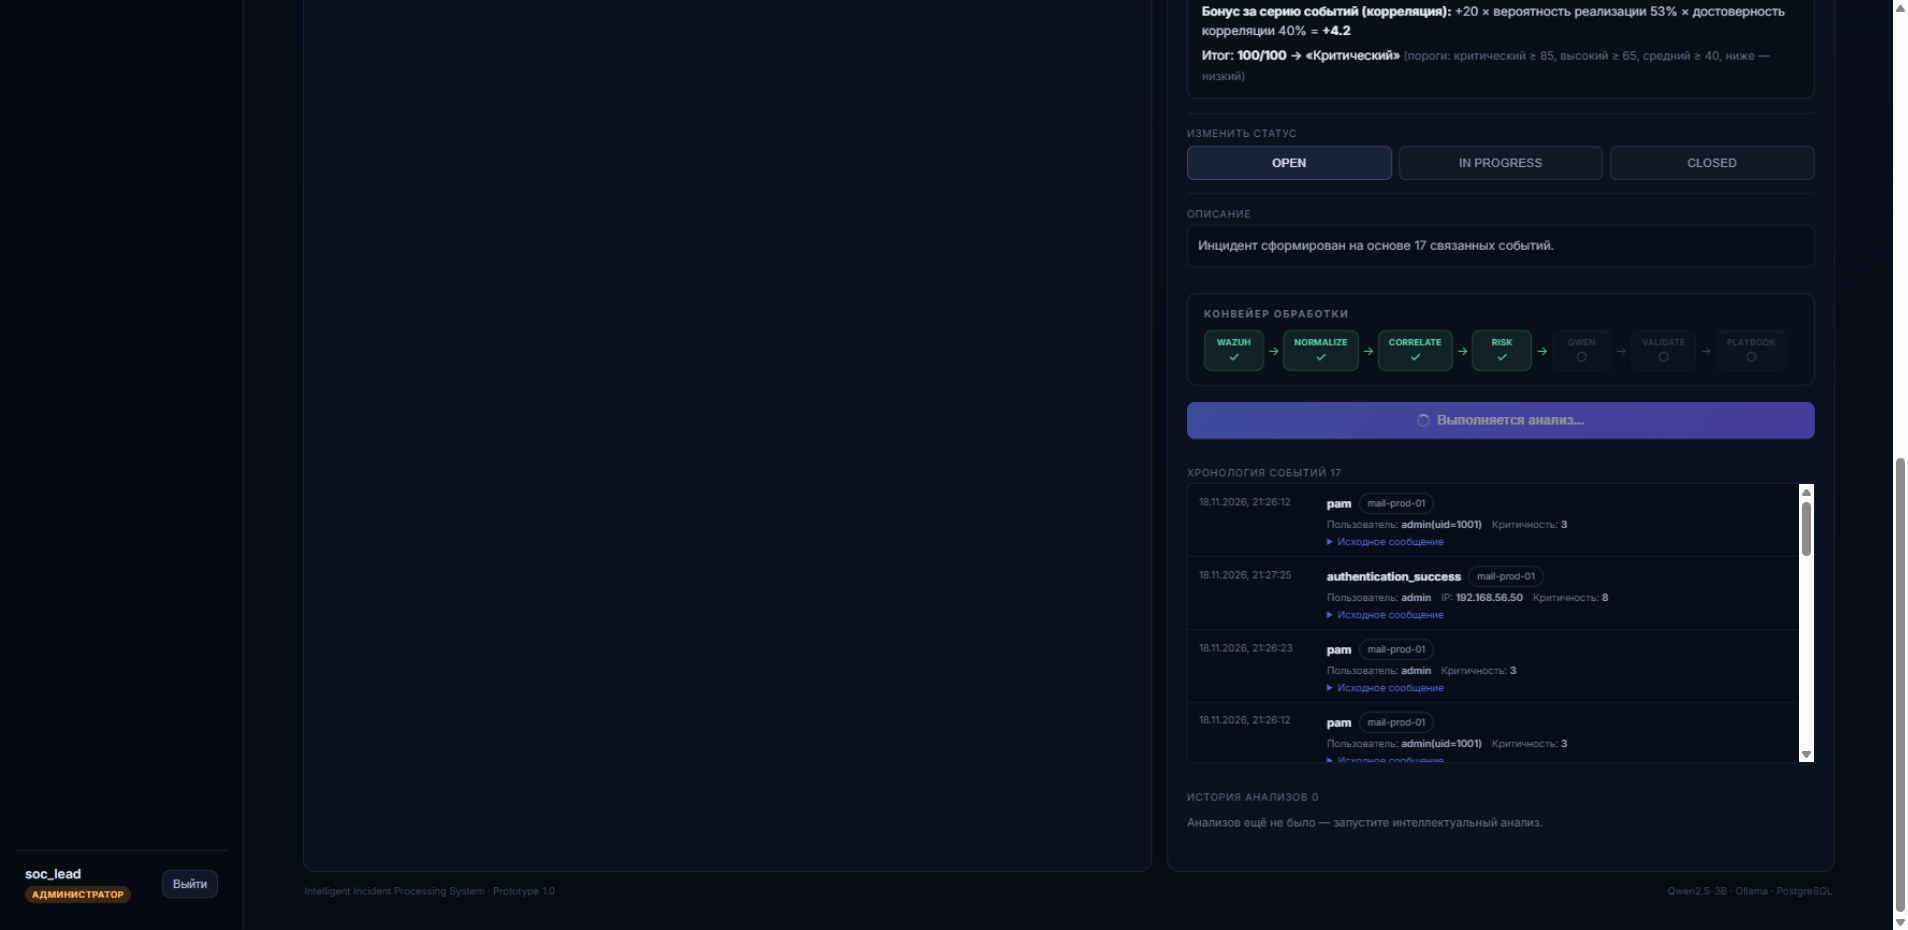 Бонус за серию событий (корреляция): +20 × вероятность реализации 53% × достоверность
корреляции 40% = +4.2
Итог: 100/100 → «Критический» (пороги: критический ≥ 85, высокий ≥ 65, средний ≥ 40, ниже —
низкий)
ИЗМЕНИТЬ СТАТУС
OPEN
IN PROGRESS
CLOSED
ОПИСАНИЕ
Инцидент сформирован на основе 17 связанных событий.
КОНВЕЙЕР ОБРАБОТКИ
WAZUH ✓ → NORMALIZE ✓ → CORRELATE ✓ → RISK ✓ → QWEN → VALIDATE → PLAYBOOK
Выполняется анализ...
ХРОНОЛОГИЯ СОБЫТИЙ 17
18.11.2026, 21:26:12 pam mail-prod-01
Пользователь: admin(uid=1001) Критичность: 3
▶ Исходное сообщение
18.11.2026, 21:27:25 authentication_success mail-prod-01
Пользователь: admin IP: 192.168.56.50 Критичность: 8
▶ Исходное сообщение
18.11.2026, 21:26:23 pam mail-prod-01
Пользователь: admin Критичность: 3
▶ Исходное сообщение
18.11.2026, 21:26:12 pam mail-prod-01
Пользователь: admin(uid=1001) Критичность: 3
▶ Исходное сообщение
ИСТОРИЯ АНАЛИЗОВ 0
Анализов ещё не было — запустите интеллектуальный анализ.
soc_lead
АДМИНИСТРАТОР
Выйти
Intelligent Incident Processing System · Prototype 1.0
Qwen2.5-3B · Ollama · PostgreSQL